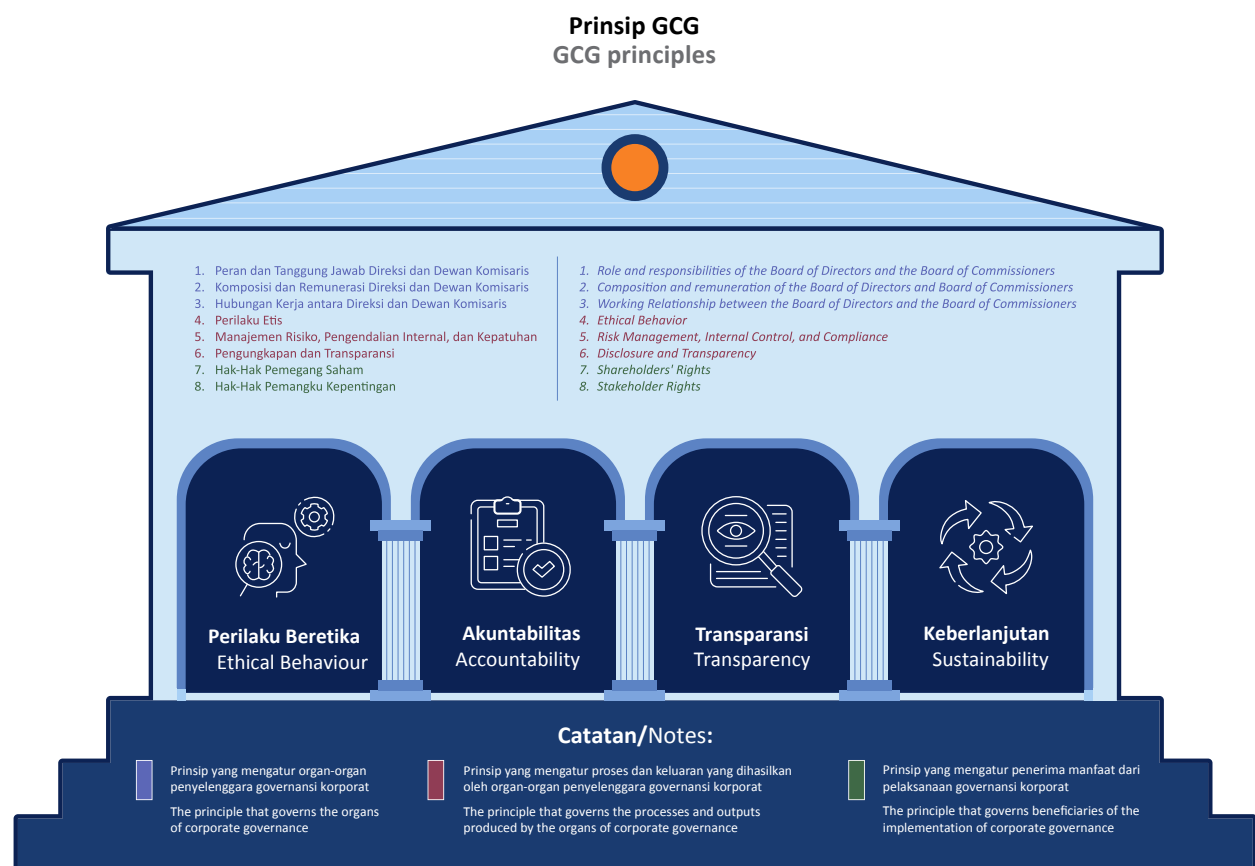 Prinsip GCG
GCG principles
1. Peran dan Tanggung Jawab Direksi dan Dewan Komisaris
2. Komposisi dan Remunerasi Direksi dan Dewan Komisaris
3. Hubungan Kerja antara Direksi dan Dewan Komisaris
4. Perilaku Etis
5. Manajemen Risiko, Pengendalian Internal, dan Kepatuhan
6. Pengungkapan dan Transparansi
7. Hak-Hak Pemegang Saham
8. Hak-Hak Pemangku Kepentingan
1. Role and responsibilities of the Board of Directors and the Board of Commissioners
2. Composition and remuneration of the Board of Directors and Board of Commissioners
3. Working Relationship between the Board of Directors and the Board of Commissioners
4. Ethical Behavior
5. Risk Management, Internal Control, and Compliance
6. Disclosure and Transparency
7. Shareholders' Rights
8. Stakeholder Rights
Perilaku Beretika
Ethical Behaviour
Akuntabilitas
Accountability
Transparansi
Transparency
Keberlanjutan
Sustainability
Catatan/Notes:
Prinsip yang mengatur organ-organ
penyelenggara governansi korporat
The principle that governs the organs
of corporate governance
Prinsip yang mengatur proses dan keluaran yang dihasilkan
oleh organ-organ penyelenggara governansi korporat
The principle that governs the processes and outputs
produced by the organs of corporate governance
Prinsip yang mengatur penerima manfaat dari
pelaksanaan governansi korporat
The principle that governs beneficiaries of the
implementation of corporate governance